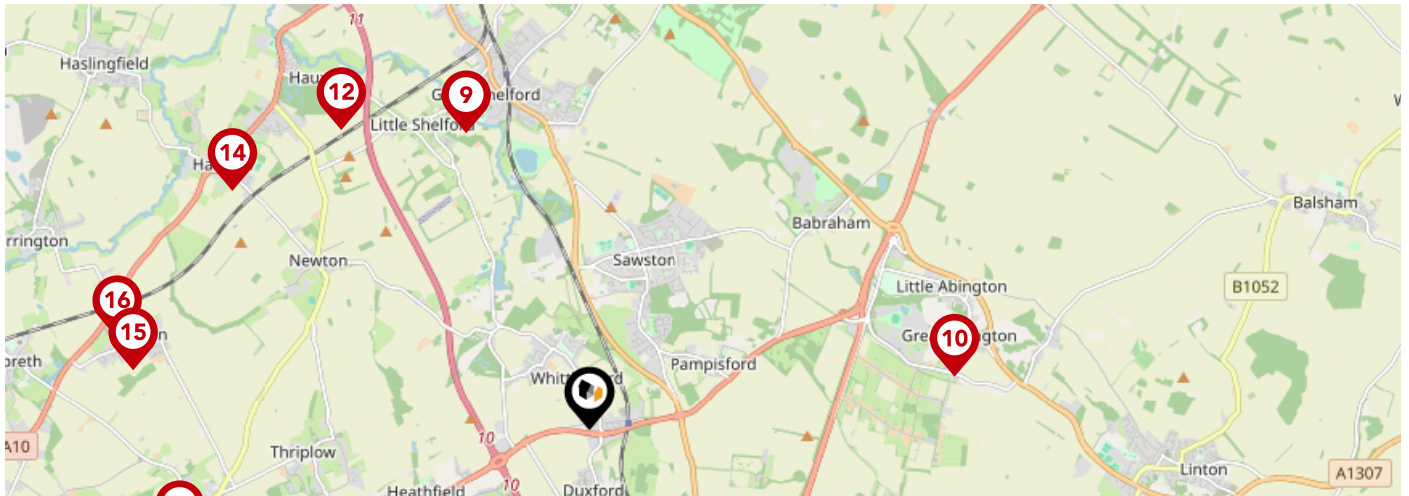 11
Haslingfield
12
9
Little Shelford
14
rrington
Newton
Sawston
Babraham
Balsham
Little Abington
B1052
16
15
10
Pampisford
A10
10
10
Thriplow
Heathfield
Duxford
Linton
A1307